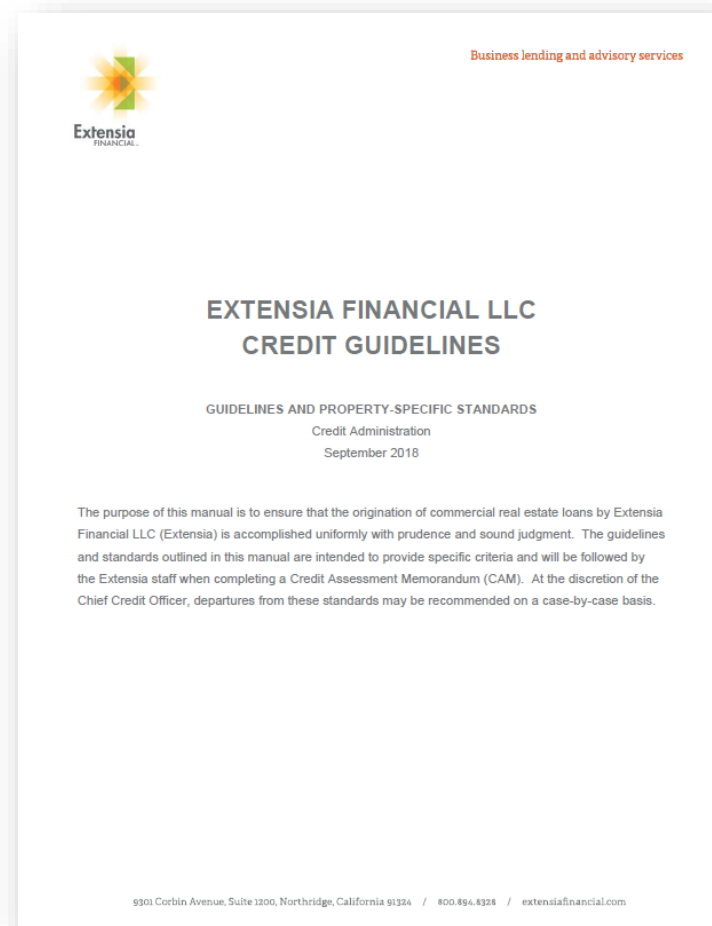 Business lending and advisory services
Extensia
FINANCIAL
EXTENSIA FINANCIAL LLC
CREDIT GUIDELINES
GUIDELINES AND PROPERTY-SPECIFIC STANDARDS
Credit Administration
September 2018
The purpose of this manual is to ensure that the origination of commercial real estate loans by Extensia
Financial LLC (Extensia) is accomplished uniformly with prudence and sound judgment. The guidelines
and standards outlined in this manual are intended to provide specific criteria and will be followed by
the Extensia staff when completing a Credit Assessment Memorandum (CAM). At the discretion of the
Chief Credit Officer, departures from these standards may be recommended on a case-by-case basis.
9301 Corbin Avenue, Suite 1200, Northridge, California 91324 / 800.894.8328 / extensiafinancial.com